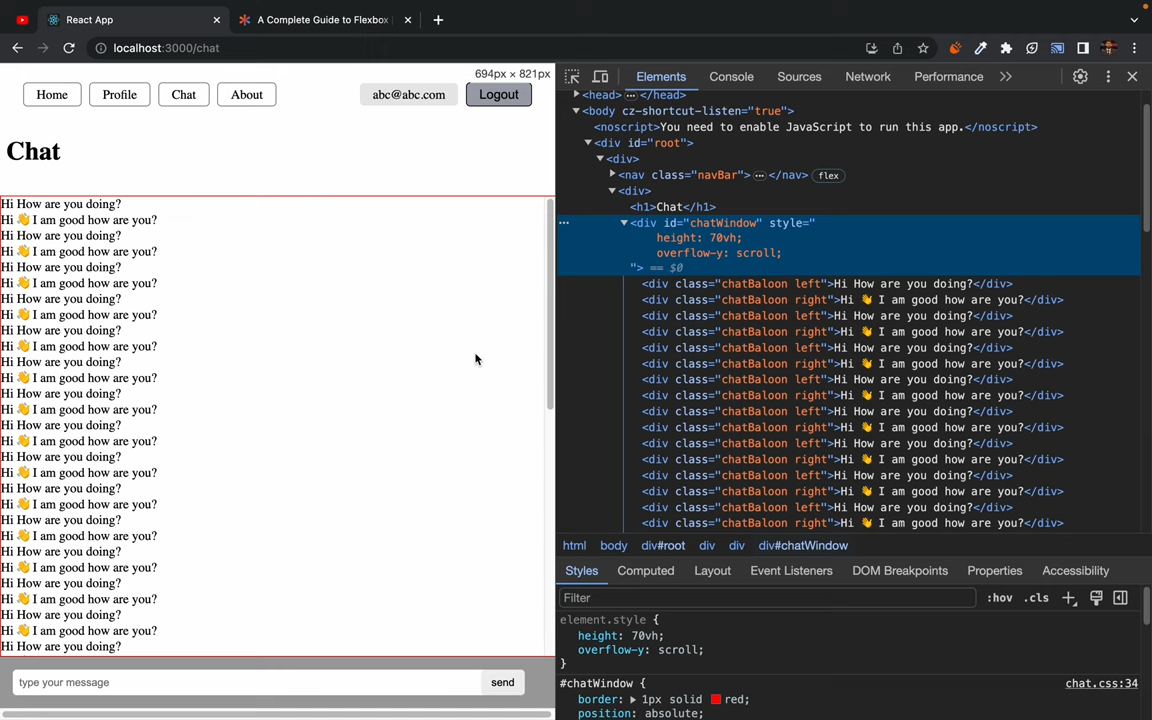 React App
A Complete Guide to Flexbox
localhost:3000/chat
Home
Profile
Chat
About
abc@abc.com
Logout
694px × 821px
Chat
Hi How are you doing?
Hi 👋 I am good how are you?
Hi How are you doing?
Hi 👋 I am good how are you?
Hi How are you doing?
Hi 👋 I am good how are you?
Hi How are you doing?
Hi 👋 I am good how are you?
Hi How are you doing?
Hi 👋 I am good how are you?
Hi How are you doing?
Hi 👋 I am good how are you?
Hi How are you doing?
Hi 👋 I am good how are you?
Hi How are you doing?
Hi 👋 I am good how are you?
Hi How are you doing?
Hi 👋 I am good how are you?
Hi How are you doing?
Hi 👋 I am good how are you?
Hi How are you doing?
Hi 👋 I am good how are you?
Hi How are you doing?
Hi 👋 I am good how are you?
Hi How are you doing?
Hi 👋 I am good how are you?
Hi How are you doing?
Hi 👋 I am good how are you?
Hi How are you doing?
type your message
send
Elements
Console
Sources
Network
Performance
<head> ⋯ </head>
<body cz-shortcut-listen="true">
<noscript>You need to enable JavaScript to run this app.</noscript>
<div id="root">
<div>
<nav class="navBar"> ⋯ </nav> flex
<div>
<h1>Chat</h1>
<div id="chatWindow" style="
height: 70vh;
overflow-y: scroll;
"> == $0
<div class="chatBaloon left">Hi How are you doing?</div>
<div class="chatBaloon right">Hi 👋 I am good how are you?</div>
<div class="chatBaloon left">Hi How are you doing?</div>
<div class="chatBaloon right">Hi 👋 I am good how are you?</div>
<div class="chatBaloon left">Hi How are you doing?</div>
<div class="chatBaloon right">Hi 👋 I am good how are you?</div>
<div class="chatBaloon left">Hi How are you doing?</div>
<div class="chatBaloon right">Hi 👋 I am good how are you?</div>
<div class="chatBaloon left">Hi How are you doing?</div>
<div class="chatBaloon right">Hi 👋 I am good how are you?</div>
<div class="chatBaloon left">Hi How are you doing?</div>
<div class="chatBaloon right">Hi 👋 I am good how are you?</div>
<div class="chatBaloon left">Hi How are you doing?</div>
<div class="chatBaloon right">Hi 👋 I am good how are you?</div>
<div class="chatBaloon left">Hi How are you doing?</div>
<div class="chatBaloon right">Hi 👋 I am good how are you?</div>
html body div#root div div div#chatWindow
Styles
Computed
Layout
Event Listeners
DOM Breakpoints
Properties
Accessibility
Filter
:hov .cls
element.style {
height: 70vh;
overflow-y: scroll;
}
#chatWindow {
chat.css:34
border: 1px solid red;
position: absolute;